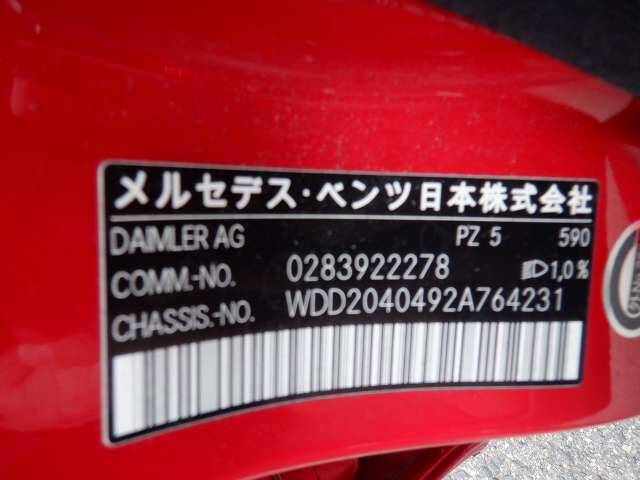 メルセデス・ベンツ日本株式会社
DAIMLER AG PZ 5 590
COMM.-NO. 0283922278 1,0%
CHASSIS.-NO. WDD2040492A764231